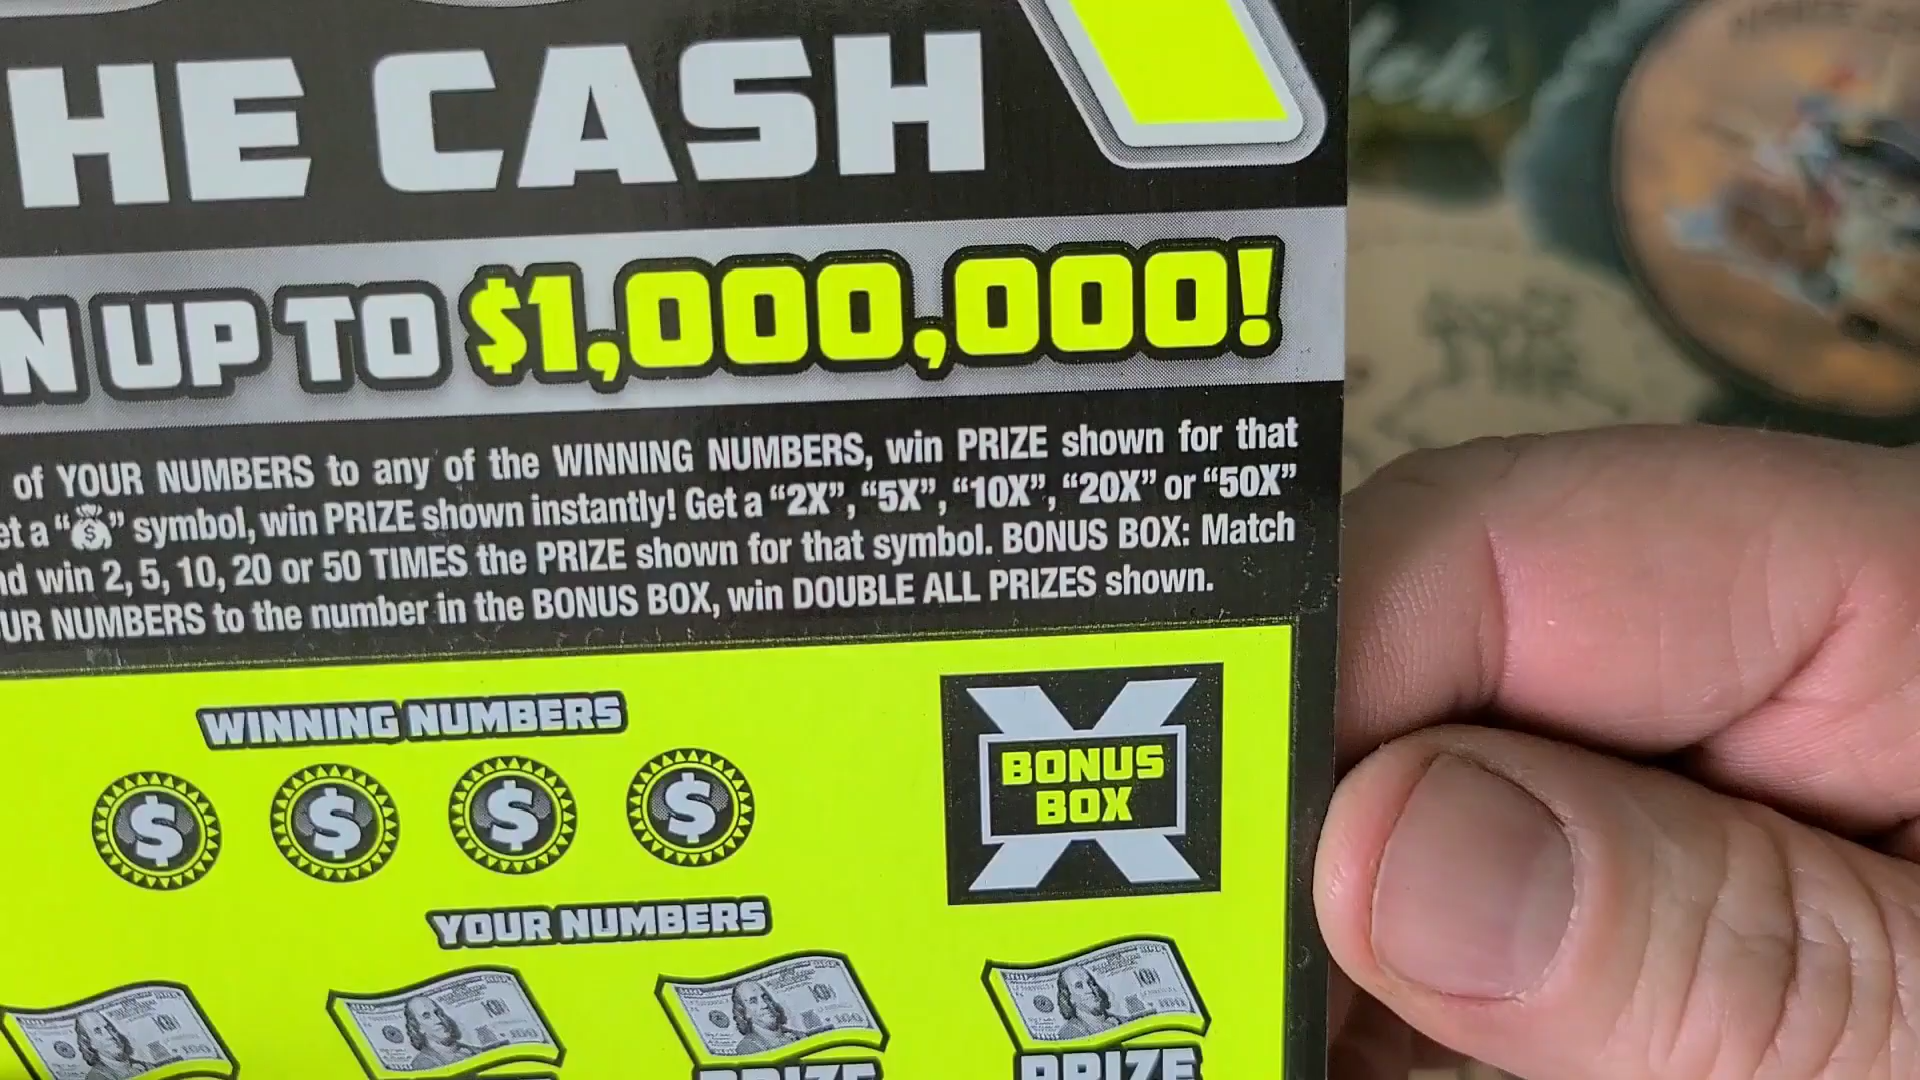 HE CASH
N UP TO $1,000,000!
of YOUR NUMBERS to any of the WINNING NUMBERS, win PRIZE shown for that
et a “$” symbol, win PRIZE shown instantly! Get a “2X”, “5X”, “10X”, “20X” or “50X”
nd win 2, 5, 10, 20 or 50 TIMES the PRIZE shown for that symbol. BONUS BOX: Match
UR NUMBERS to the number in the BONUS BOX, win DOUBLE ALL PRIZES shown.
WINNING NUMBERS
$ $ $ $
BONUS
BOX
YOUR NUMBERS
PRIZE PRIZE